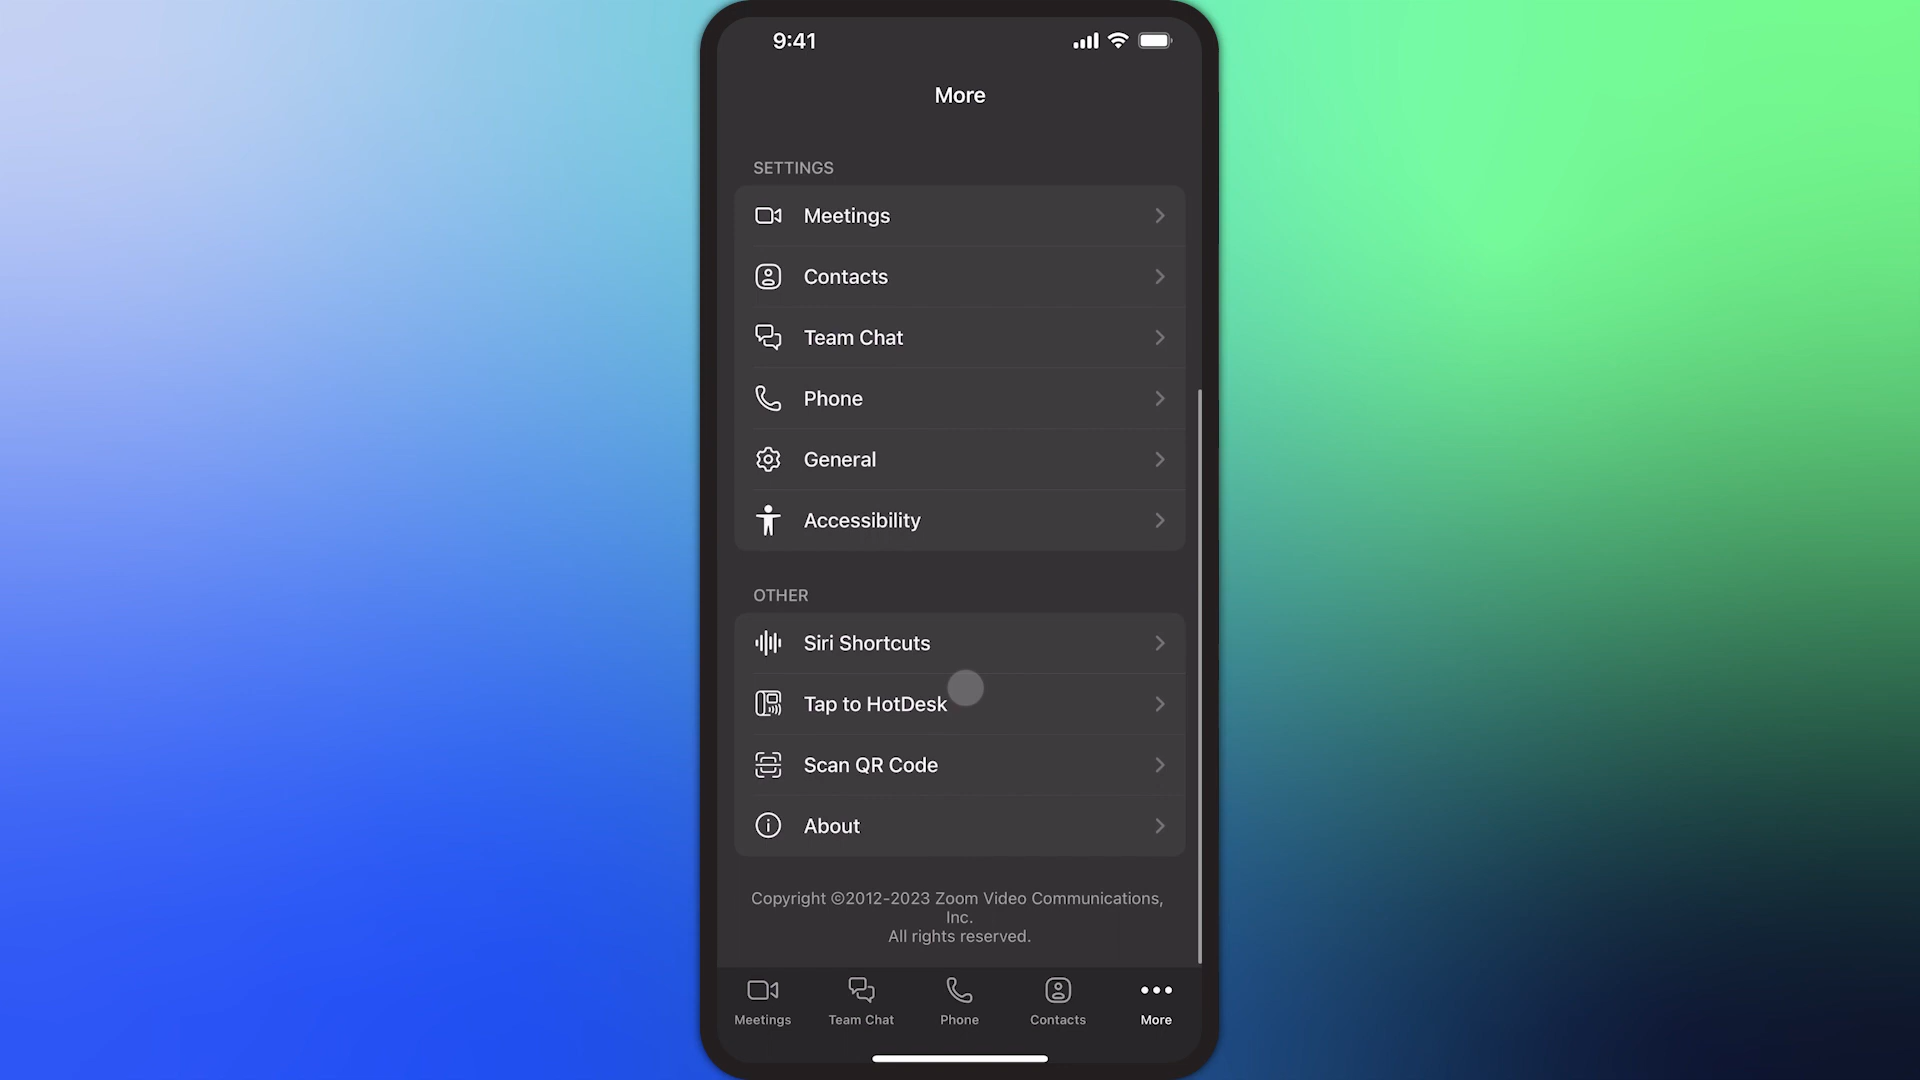 9:41
More
SETTINGS
Meetings
Contacts
Team Chat
Phone
General
Accessibility
OTHER
Siri Shortcuts
Tap to HotDesk
Scan QR Code
About
Copyright ©2012-2023 Zoom Video Communications,
Inc.
All rights reserved.
Meetings
Team Chat
Phone
Contacts
More